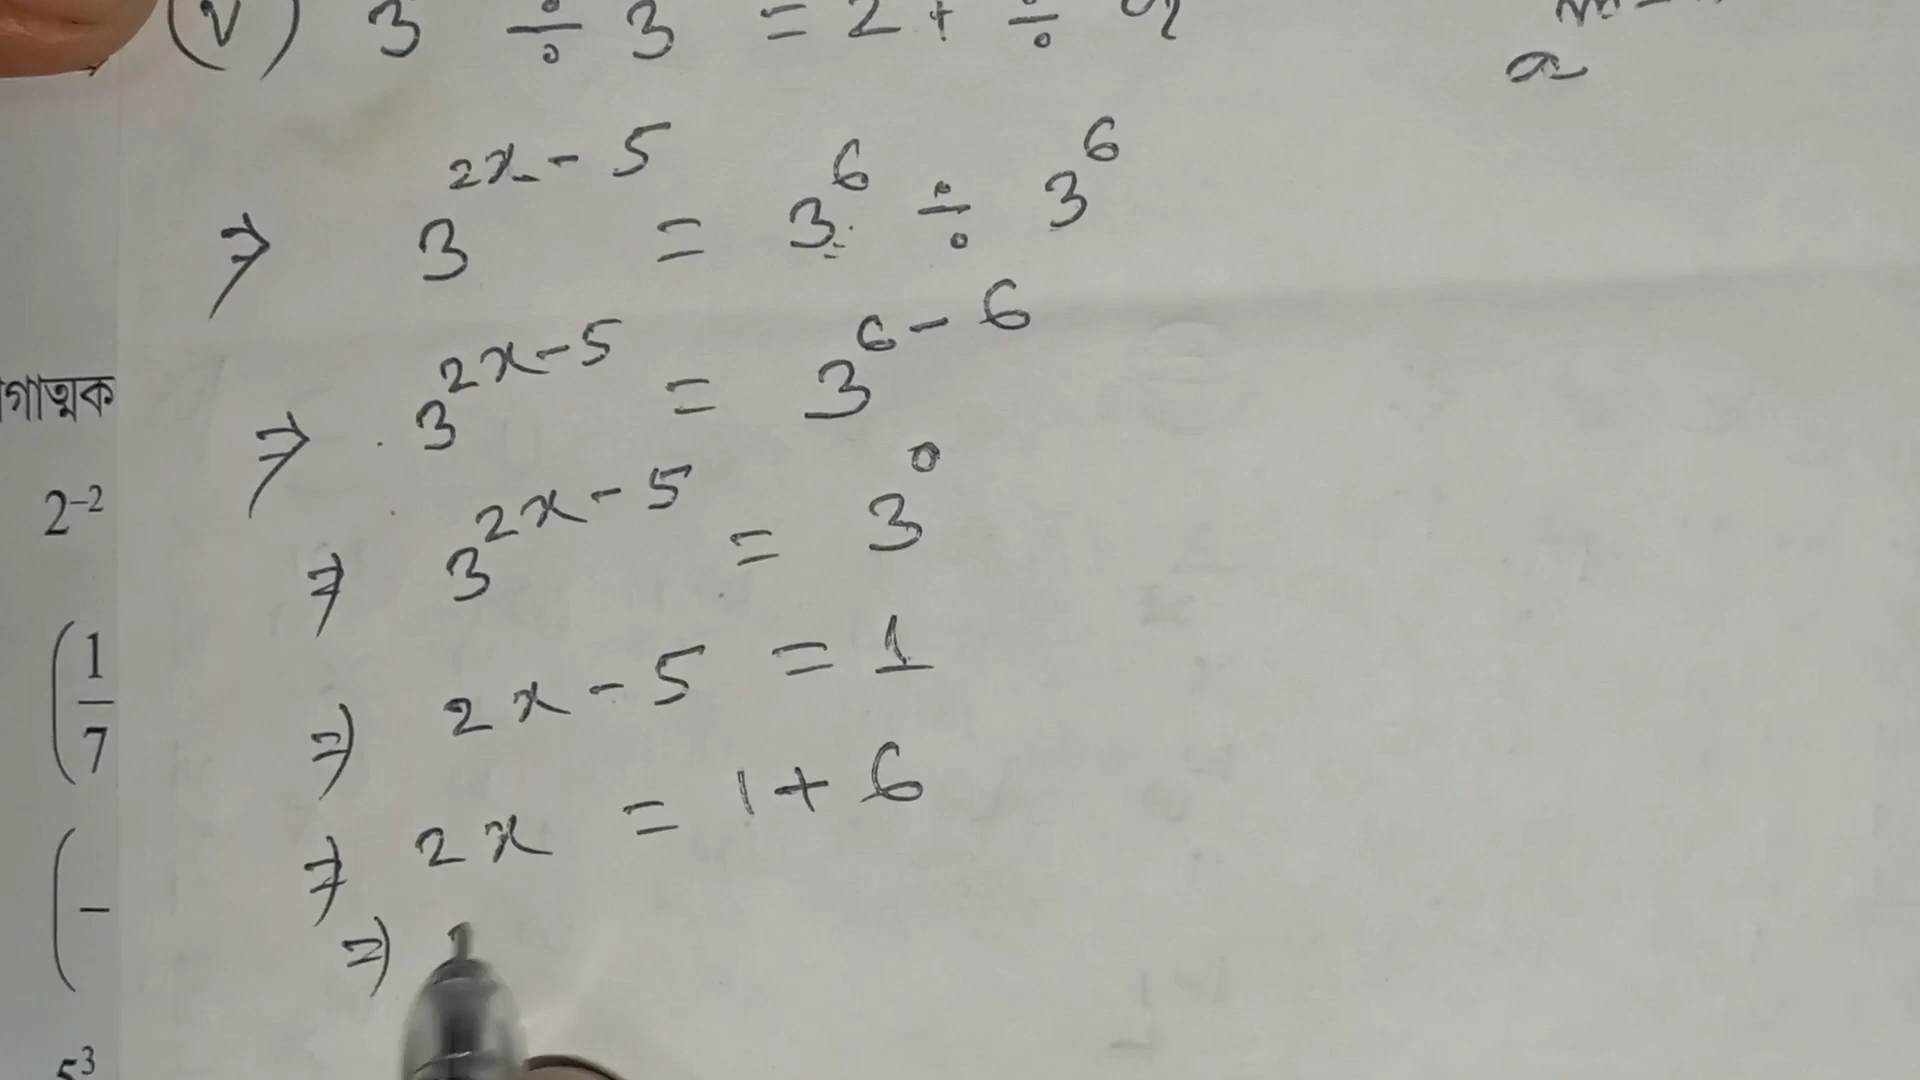 (v) 3 ÷ 3 = 2 ÷
a
⇒ 3^{2x-5} = 3^6 ÷ 3^6
⇒ 3^{2x-5} = 3^{6-6}
⇒ 3^{2x-5} = 3^0
⇒ 2x-5 = 1
⇒ 2x = 1+6
⇒
গাত্মক
2^{-2}
(1/7
(-
5^3